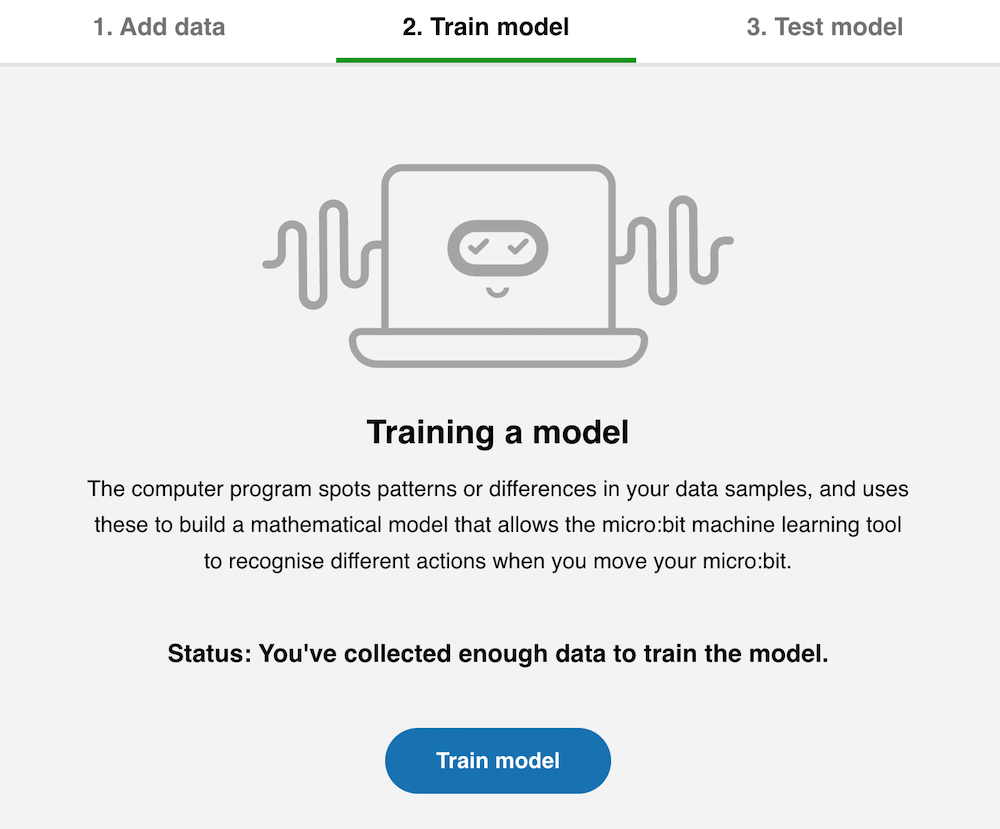 1. Add data
2. Train model
3. Test model
Training a model
The computer program spots patterns or differences in your data samples, and uses
these to build a mathematical model that allows the micro:bit machine learning tool
to recognise different actions when you move your micro:bit.
Status: You've collected enough data to train the model.
Train model